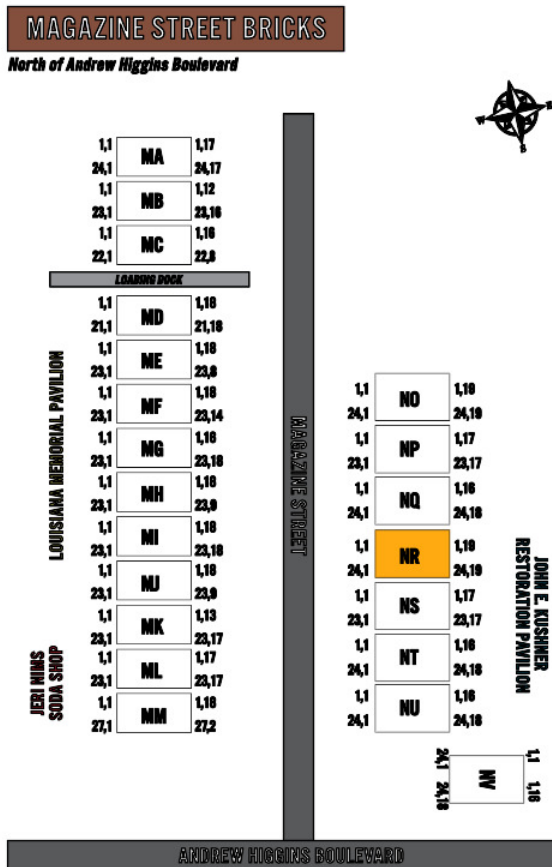 MAGAZINE STREET BRICKS
North of Andrew Higgins Boulevard
N
W
E
S
1,1 MA 1,17
24,1 24,17
1,1 MB 1,12
23,1 23,16
1,1 MC 1,16
22,1 22,8
LOADING DOCK
1,1 MD 1,18
21,1 21,18
1,1 ME 1,18
23,1 23,8
1,1 MF 1,18
23,1 23,14
1,1 MG 1,16
23,1 23,18
1,1 MH 1,18
23,1 23,9
1,1 MI 1,18
23,1 23,18
1,1 MJ 1,18
23,1 23,9
1,1 MK 1,13
23,1 23,17
1,1 ML 1,17
23,1 23,17
1,1 MM 1,18
27,1 27,2
LOUISIANA MEMORIAL PAVILION
JERI NIMS
SODA SHOP
MAGAZINE STREET
1,1 NO 1,19
24,1 24,19
1,1 NP 1,17
23,1 23,17
1,1 NQ 1,16
24,1 24,18
1,1 NR 1,19
24,1 24,19
1,1 NS 1,17
23,1 23,17
1,1 NT 1,16
24,1 24,18
1,1 NU 1,16
24,1 24,18
JOHN E. KUSHNER
RESTORATION PAVILION
24,1 NV 1,1
24,18 1,16
ANDREW HIGGINS BOULEVARD